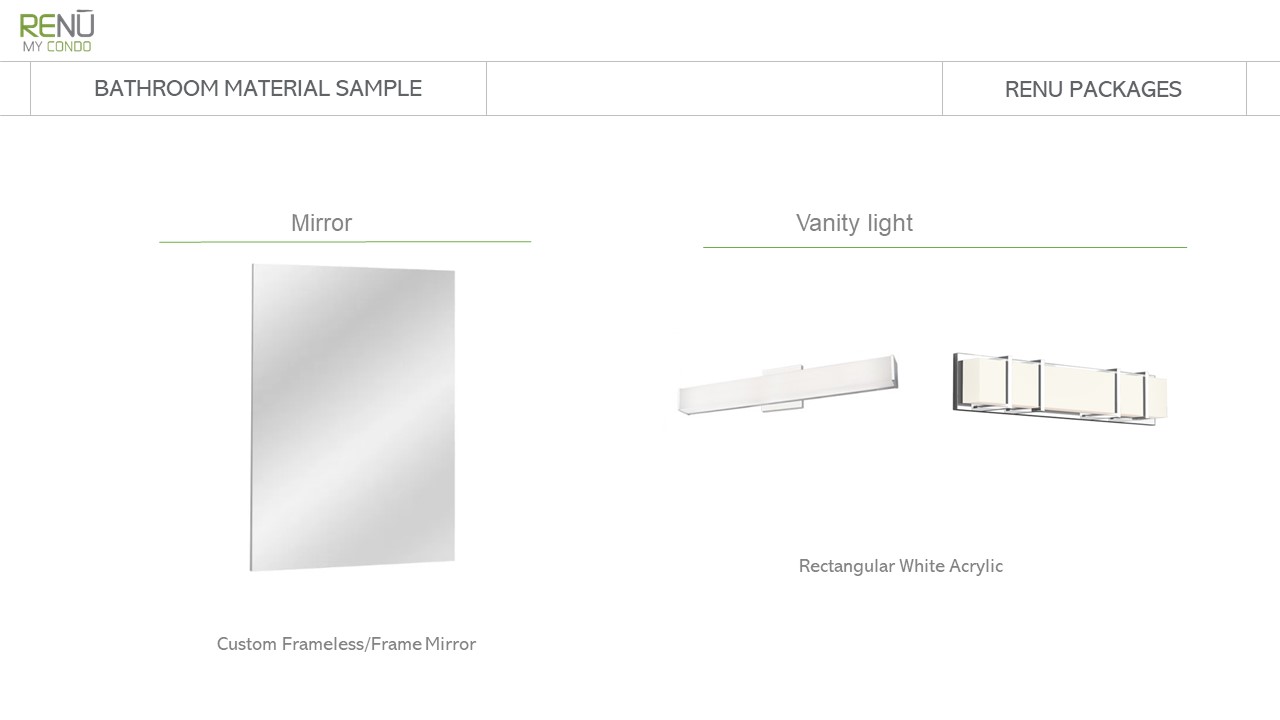 RENŪ
MY CONDO
BATHROOM MATERIAL SAMPLE
RENU PACKAGES
Mirror
Vanity light
Rectangular White Acrylic
Custom Frameless/Frame Mirror